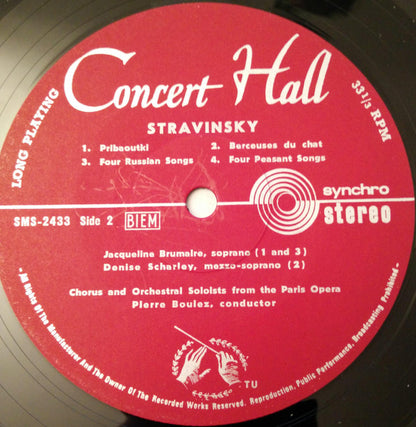 LONG PLAYING
Concert Hall
33 1/3 RPM
STRAVINSKY
1. Pribaoutki
2. Berceuses du chat
3. Four Russian Songs
4. Four Peasant Songs
synchro
stereo
SMS-2433 Side 2 BIEM
Jacqueline Brumaire, soprano (1 and 3)
Denise Scharley, mezzo-soprano (2)
Chorus and Orchestral Soloists from the Paris Opera
Pierre Boulez, conductor
TU
- All Rights Of The Manufacturer And The Owner Of The Recorded Works Reserved. Reproduction, Public Performance, Broadcasting Prohibited -